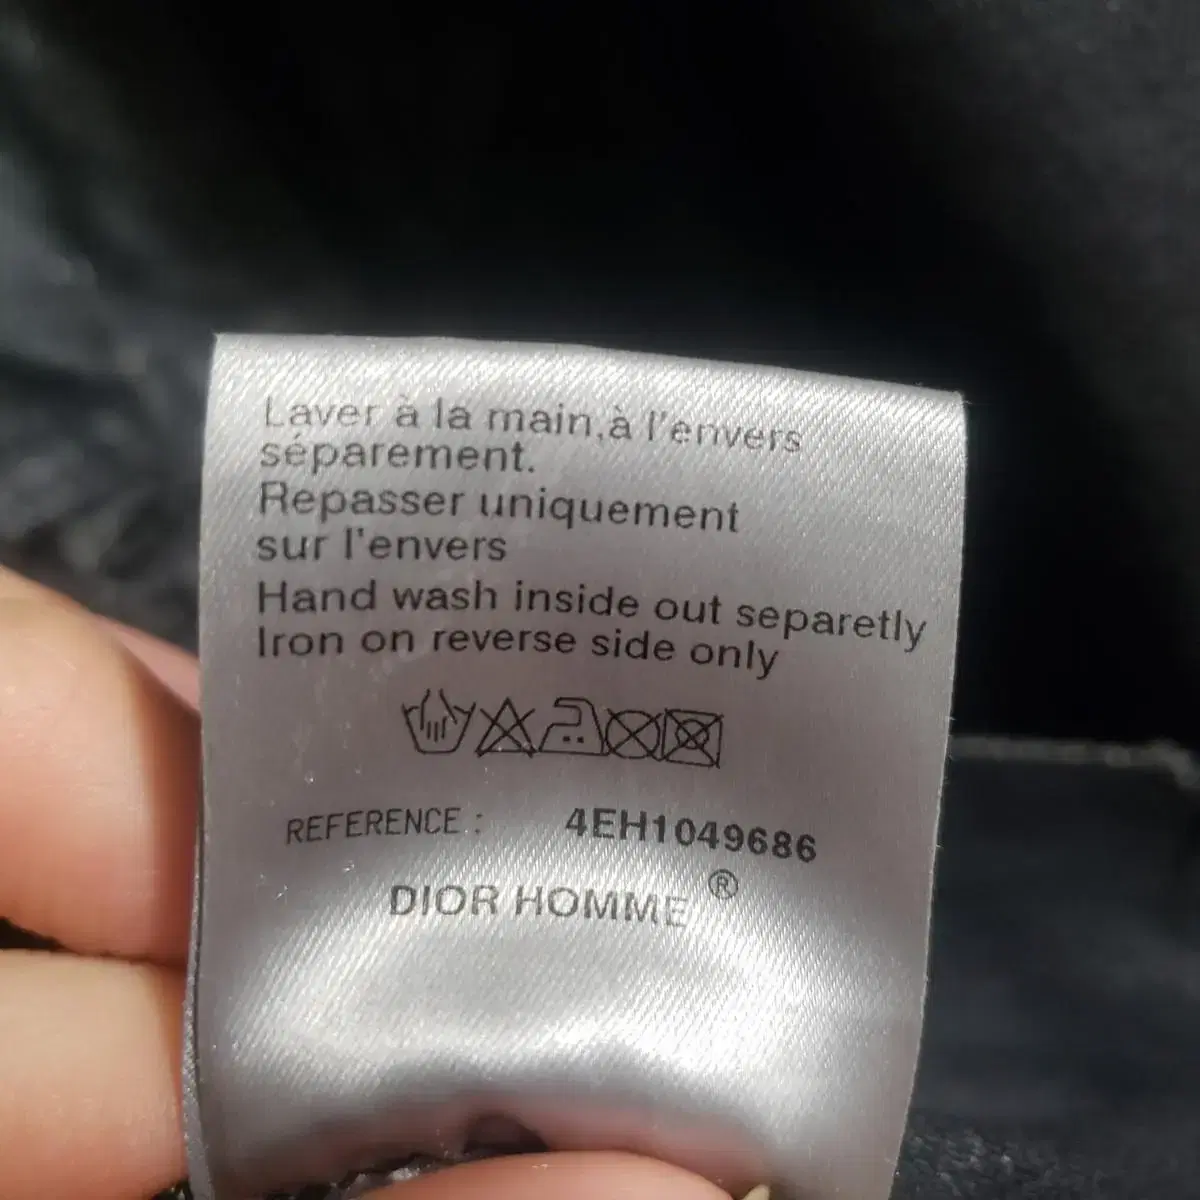 Laver à la main,à l'envers
séparement.
Repasser uniquement
sur l'envers
Hand wash inside out separetly
Iron on reverse side only
REFERENCE : 4EH1049686
DIOR HOMME ®